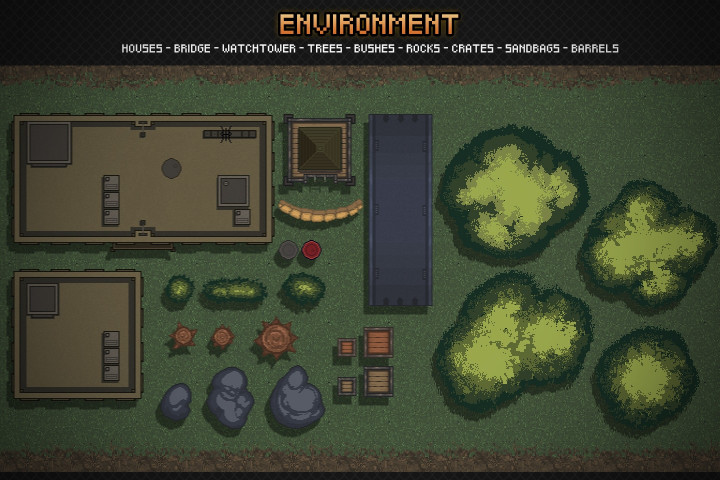 ENVIRONMENT
HOUSES - BRIDGE - WATCHTOWER - TREES - BUSHES - ROCKS - CRATES - SANDBAGS - BARRELS